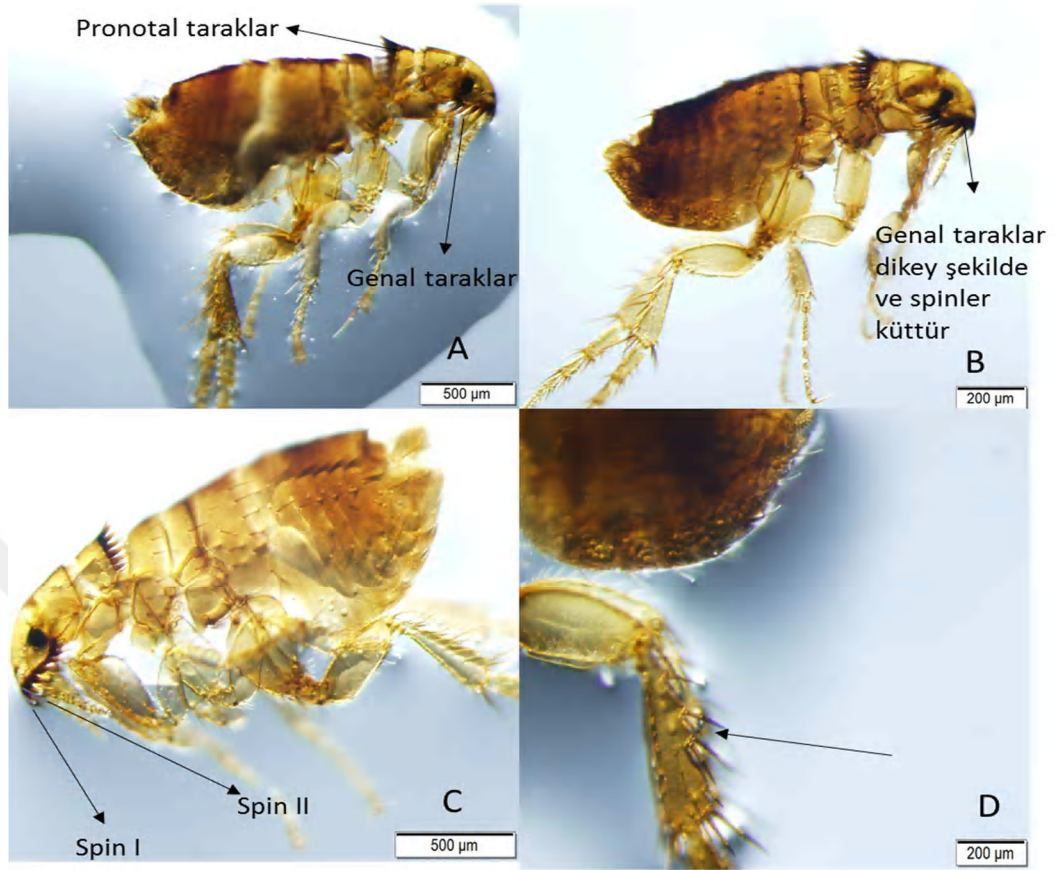 Pronotal taraklar
Genal taraklar
A
500 µm
Genal taraklar
dikey şekilde
ve spinler
küttür
B
200 µm
Spin I
Spin II
C
500 µm
D
200 µm